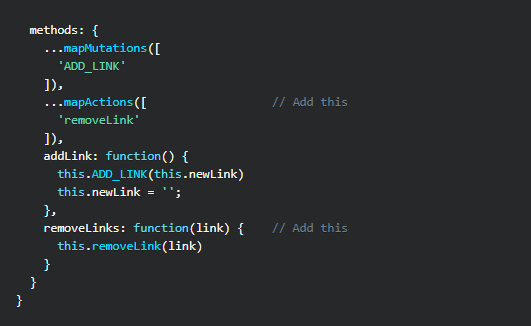 methods: {
...mapMutations([
'ADD_LINK'
]),
...mapActions([ // Add this
'removeLink'
]),
addLink: function() {
this.ADD_LINK(this.newLink)
this.newLink = '';
},
removeLinks: function(link) { // Add this
this.removeLink(link)
}
}
}